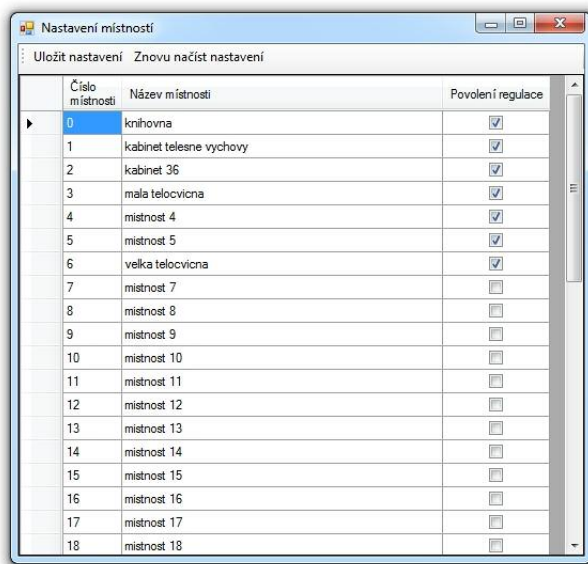 Nastavení místností
Uložit nastavení Znovu načíst nastavení
Číslo místnosti Název místnosti Povolení regulace
0 knihovna
1 kabinet telesne vychovy
2 kabinet 36
3 mala telocvicna
4 mistnost 4
5 mistnost 5
6 velka telocvicna
7 mistnost 7
8 mistnost 8
9 mistnost 9
10 mistnost 10
11 mistnost 11
12 mistnost 12
13 mistnost 13
14 mistnost 14
15 mistnost 15
16 mistnost 16
17 mistnost 17
18 mistnost 18